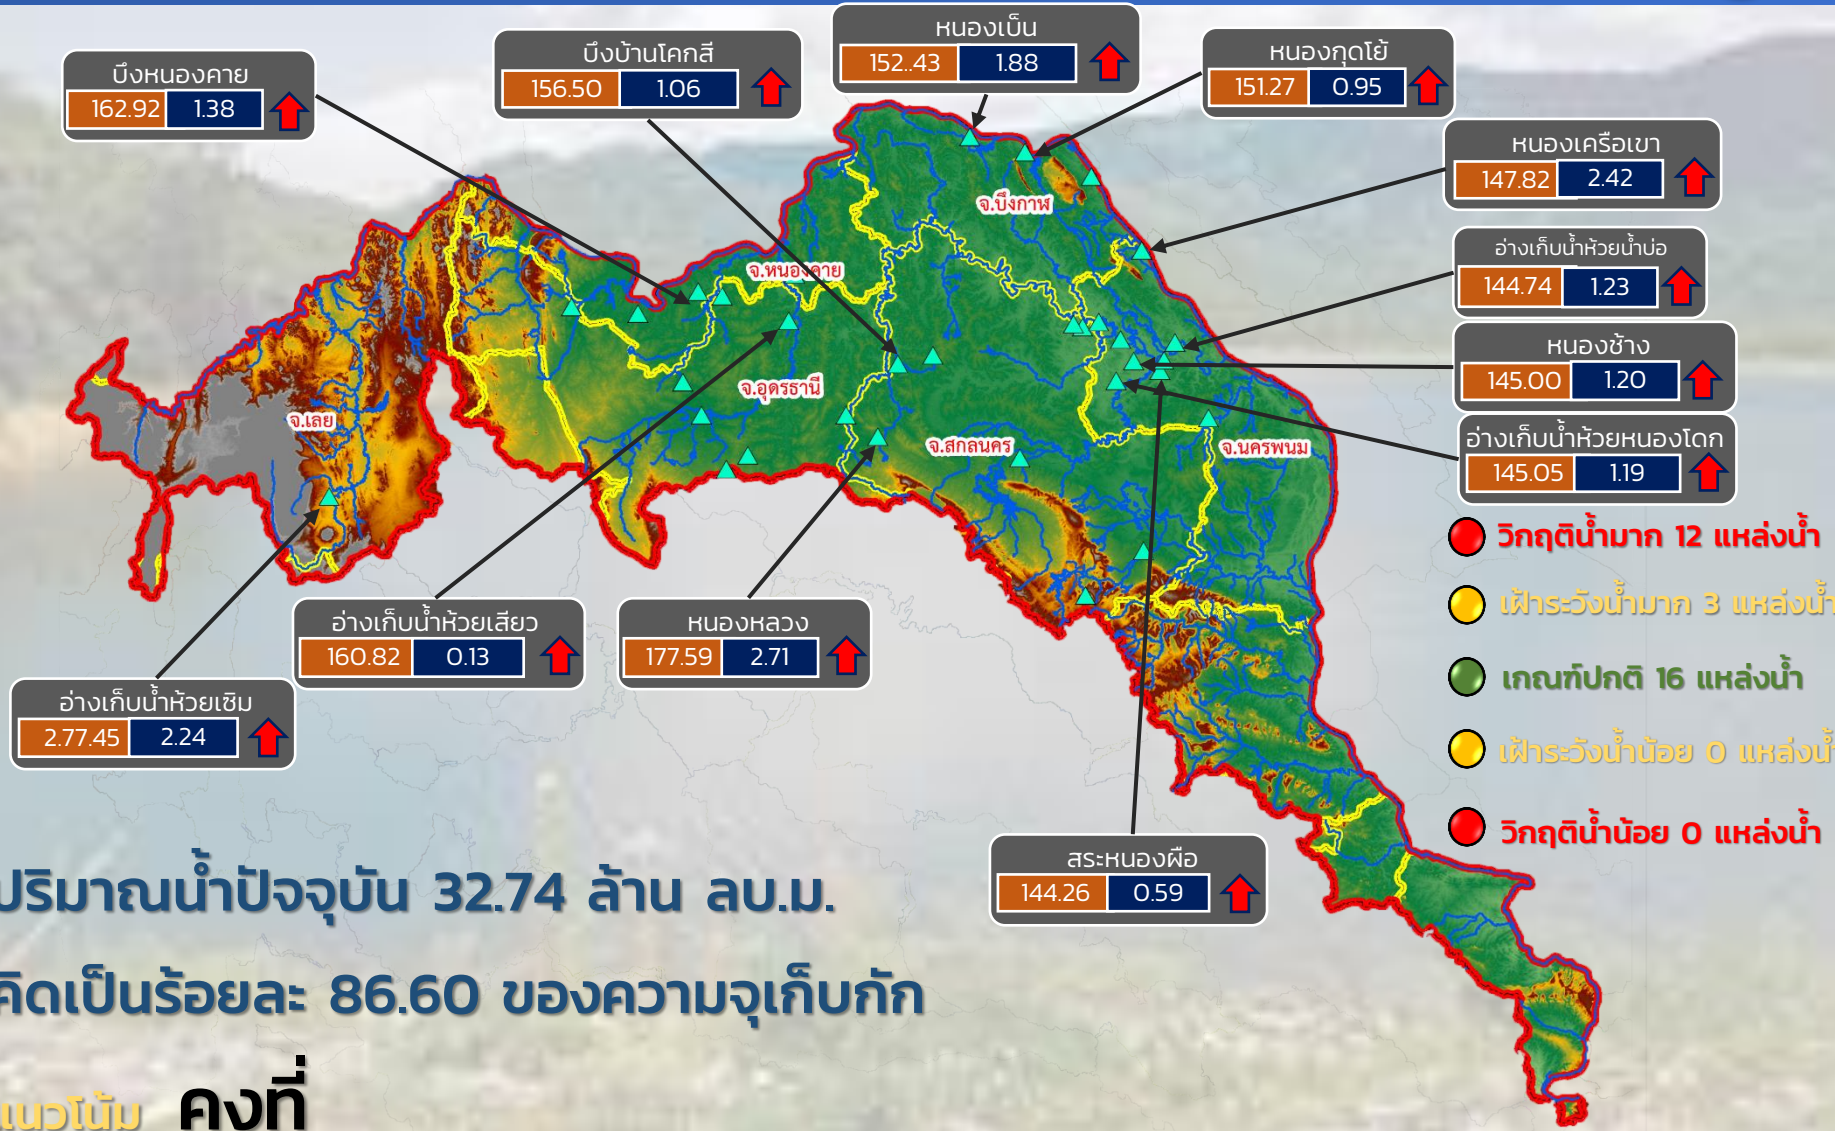 หนองเบ็น
152..43 1.88
บึงบ้านโคกสี
156.50 1.06
หนองกุดโย้
151.27 0.95
บึงหนองคาย
162.92 1.38
หนองเครือเขา
147.82 2.42
จ.บึงกาฬ
อ่างเก็บน้ำห้วยน้ำบ่อ
144.74 1.23
จ.หนองคาย
หนองช้าง
145.00 1.20
จ.อุดรธานี
จ.เลย
จ.สกลนคร
จ.นครพนม
อ่างเก็บน้ำห้วยหนองโดก
145.05 1.19
วิกฤติน้ำมาก 12 แหล่งน้ำ
เฝ้าระวังน้ำมาก 3 แหล่งน้ำ
เกณฑ์ปกติ 16 แหล่งน้ำ
เฝ้าระวังน้ำน้อย 0 แหล่งน้ำ
วิกฤติน้ำน้อย 0 แหล่งน้ำ
อ่างเก็บน้ำห้วยเสียว
160.82 0.13
หนองหลวง
177.59 2.71
อ่างเก็บน้ำห้วยเซิม
2.77.45 2.24
สระหนองผือ
144.26 0.59
ปริมาณน้ำปัจจุบัน 32.74 ล้าน ลบ.ม.
คิดเป็นร้อยละ 86.60 ของความจุเก็บกัก
แนวโน้ม คงที่